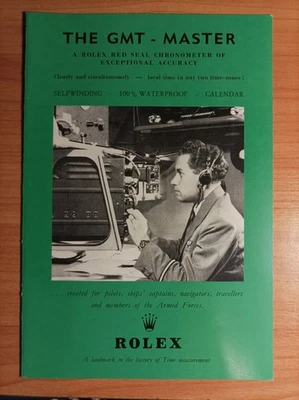 THE GMT - MASTER
A ROLEX RED SEAL CHRONOMETER OF
EXCEPTIONAL ACCURACY
(clearly and simultaneously — local time in any two time-zones)
SELFWINDING - 100% WATERPROOF - CALENDAR
. . . created for pilots, ships' captains, navigators, travellers
and members of the Armed Forces.
ROLEX
A landmark in the history of Time measurement